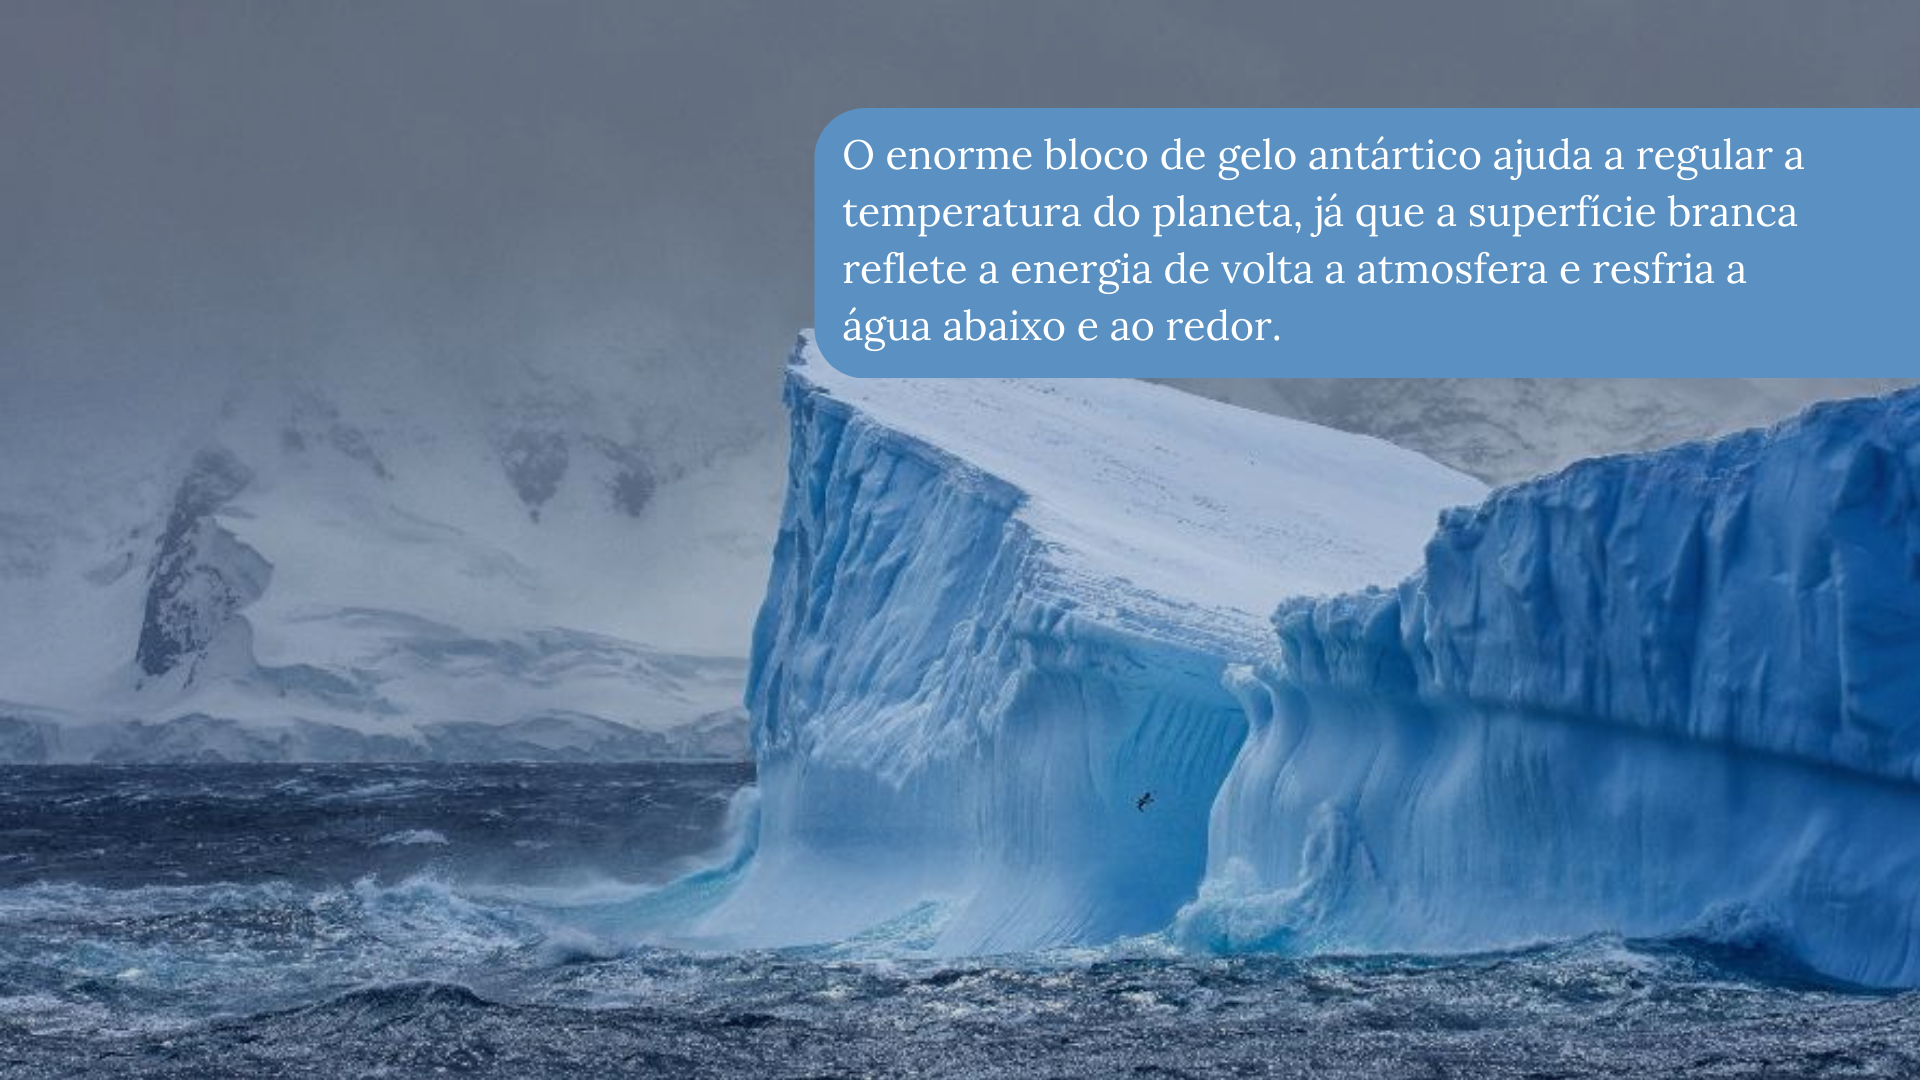 O enorme bloco de gelo antártico ajuda a regular a
temperatura do planeta, já que a superfície branca
reflete a energia de volta a atmosfera e resfria a
água abaixo e ao redor.